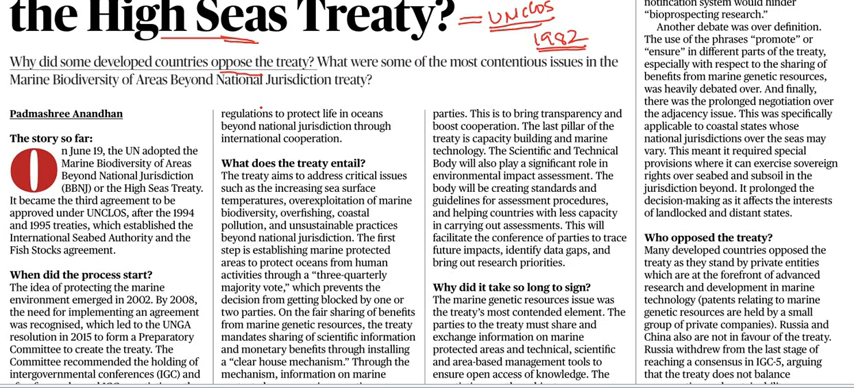 the High Seas Treaty?
= UNCLOS
1982
Why did some developed countries oppose the treaty? What were some of the most contentious issues in the
Marine Biodiversity of Areas Beyond National Jurisdiction treaty?
Padmashree Anandhan
The story so far:
On June 19, the UN adopted the
Marine Biodiversity of Areas
Beyond National Jurisdiction
(BBNJ) or the High Seas Treaty.
It became the third agreement to be
approved under UNCLOS, after the 1994
and 1995 treaties, which established the
International Seabed Authority and the
Fish Stocks agreement.
When did the process start?
The idea of protecting the marine
environment emerged in 2002. By 2008,
the need for implementing an agreement
was recognised, which led to the UNGA
resolution in 2015 to form a Preparatory
Committee to create the treaty. The
Committee recommended the holding of
intergovernmental conferences (IGC) and
regulations to protect life in oceans
beyond national jurisdiction through
international cooperation.
What does the treaty entail?
The treaty aims to address critical issues
such as the increasing sea surface
temperatures, overexploitation of marine
biodiversity, overfishing, coastal
pollution, and unsustainable practices
beyond national jurisdiction. The first
step is establishing marine protected
areas to protect oceans from human
activities through a “three-quarterly
majority vote,” which prevents the
decision from getting blocked by one or
two parties. On the fair sharing of benefits
from marine genetic resources, the treaty
mandates sharing of scientific information
and monetary benefits through installing
a “clear house mechanism.” Through the
mechanism, information on marine
parties. This is to bring transparency and
boost cooperation. The last pillar of the
treaty is capacity building and marine
technology. The Scientific and Technical
Body will also play a significant role in
environmental impact assessment. The
body will be creating standards and
guidelines for assessment procedures,
and helping countries with less capacity
in carrying out assessments. This will
facilitate the conference of parties to trace
future impacts, identify data gaps, and
bring out research priorities.
Why did it take so long to sign?
The marine genetic resources issue was
the treaty’s most contended element. The
parties to the treaty must share and
exchange information on marine
protected areas and technical, scientific
and area-based management tools to
ensure open access of knowledge. The
notification system would hinder
“bioprospecting research.”
Another debate was over definition.
The use of the phrases “promote” or
“ensure” in different parts of the treaty,
especially with respect to the sharing of
benefits from marine genetic resources,
was heavily debated over. And finally,
there was the prolonged negotiation over
the adjacency issue. This was specifically
applicable to coastal states whose
national jurisdictions over the seas may
vary. This meant it required special
provisions where it can exercise sovereign
rights over seabed and subsoil in the
jurisdiction beyond. It prolonged the
decision-making as it affects the interests
of landlocked and distant states.
Who opposed the treaty?
Many developed countries opposed the
treaty as they stand by private entities
which are at the forefront of advanced
research and development in marine
technology (patents relating to marine
genetic resources are held by a small
group of private companies). Russia and
China also are not in favour of the treaty.
Russia withdrew from the last stage of
reaching a consensus in IGC-5, arguing
that the treaty does not balance